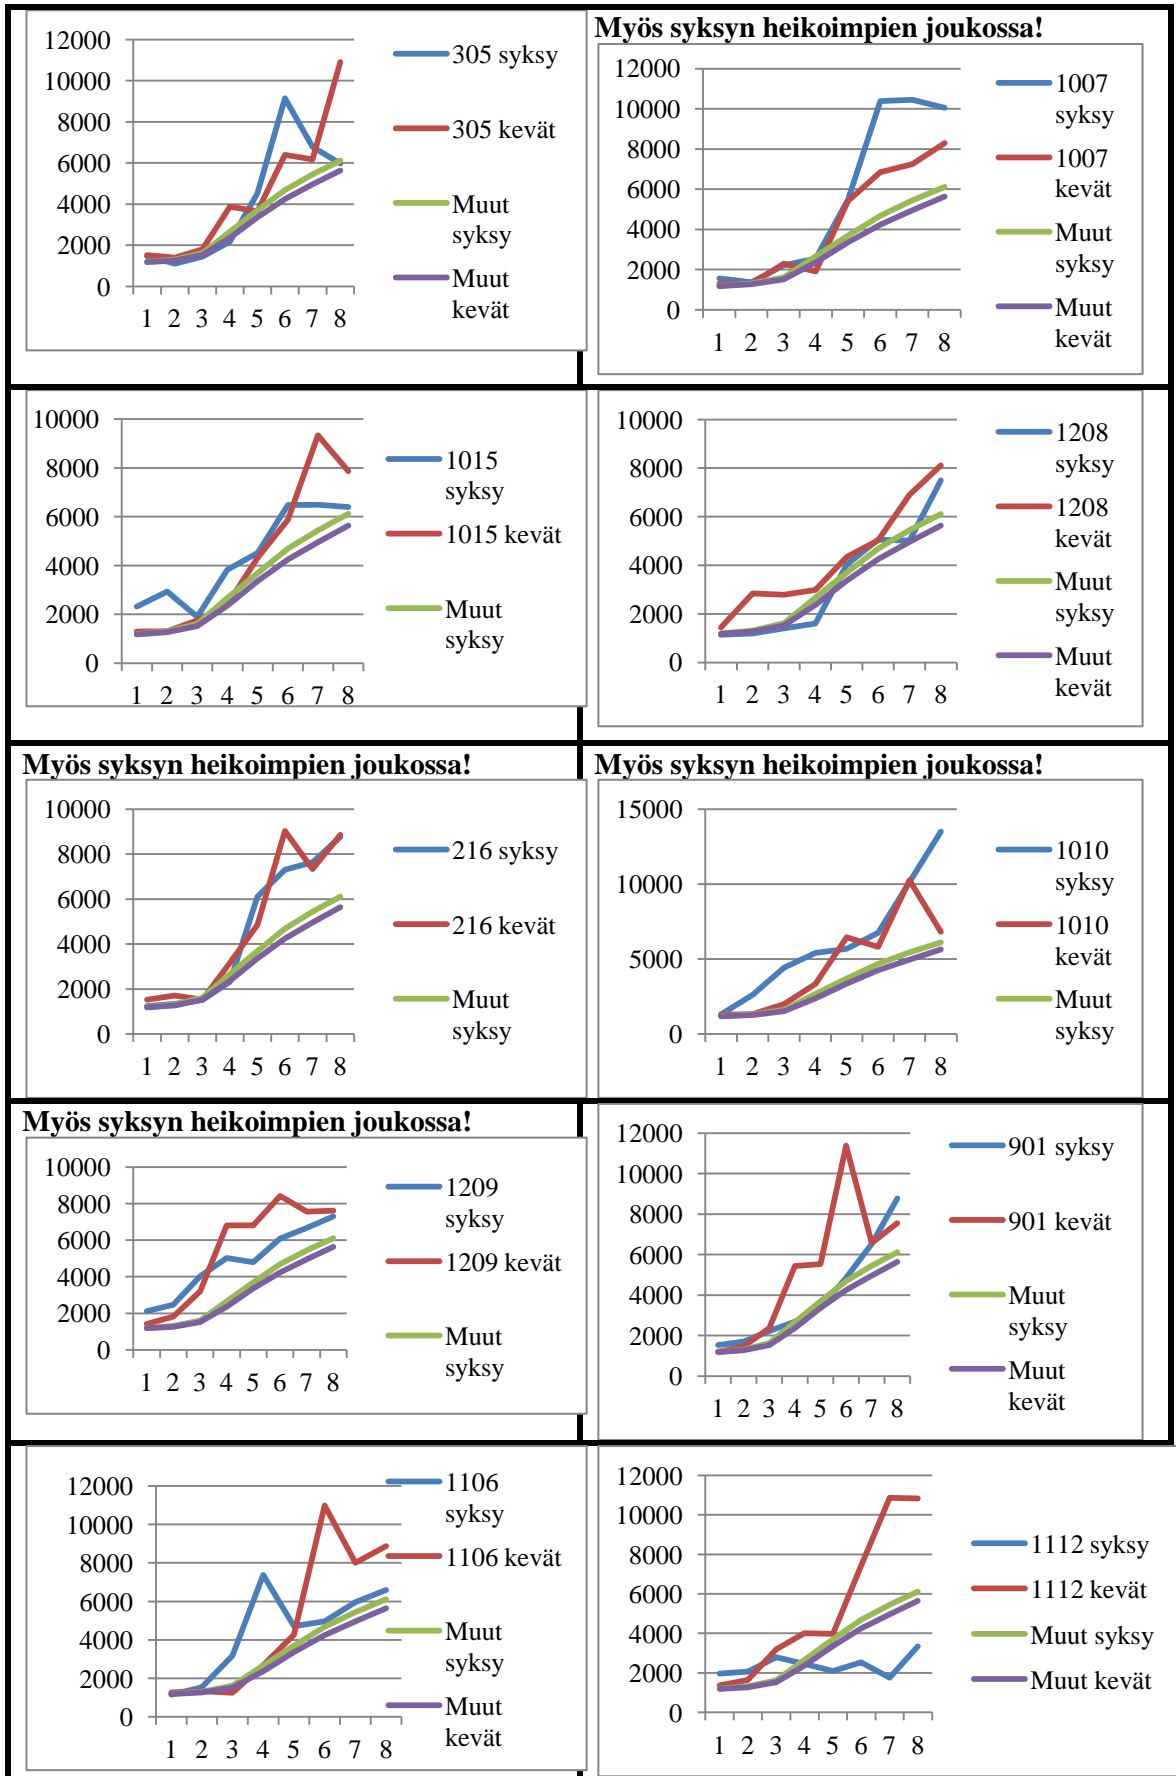 12000
10000
8000
6000
4000
2000
0
1 2 3 4 5 6 7 8
305 syksy
305 kevät
Muut
syksy
Muut
kevät
Myös syksyn heikoimpien joukossa!
12000
10000
8000
6000
4000
2000
0
1 2 3 4 5 6 7 8
1007
syksy
1007
kevät
Muut
syksy
Muut
kevät
10000
8000
6000
4000
2000
0
1 2 3 4 5 6 7 8
1015
syksy
1015 kevät
Muut
syksy
10000
8000
6000
4000
2000
0
1 2 3 4 5 6 7 8
1208
syksy
1208
kevät
Muut
syksy
Muut
kevät
Myös syksyn heikoimpien joukossa!
10000
8000
6000
4000
2000
0
1 2 3 4 5 6 7 8
216 syksy
216 kevät
Muut
syksy
Myös syksyn heikoimpien joukossa!
15000
10000
5000
0
1 2 3 4 5 6 7 8
1010
syksy
1010
kevät
Muut
syksy
Myös syksyn heikoimpien joukossa!
10000
8000
6000
4000
2000
0
1 2 3 4 5 6 7 8
1209
syksy
1209 kevät
Muut
syksy
12000
10000
8000
6000
4000
2000
0
1 2 3 4 5 6 7 8
901 syksy
901 kevät
Muut
syksy
Muut
kevät
12000
10000
8000
6000
4000
2000
0
1 2 3 4 5 6 7 8
1106
syksy
1106 kevät
Muut
syksy
Muut
kevät
12000
10000
8000
6000
4000
2000
0
1 2 3 4 5 6 7 8
1112 syksy
1112 kevät
Muut syksy
Muut kevät